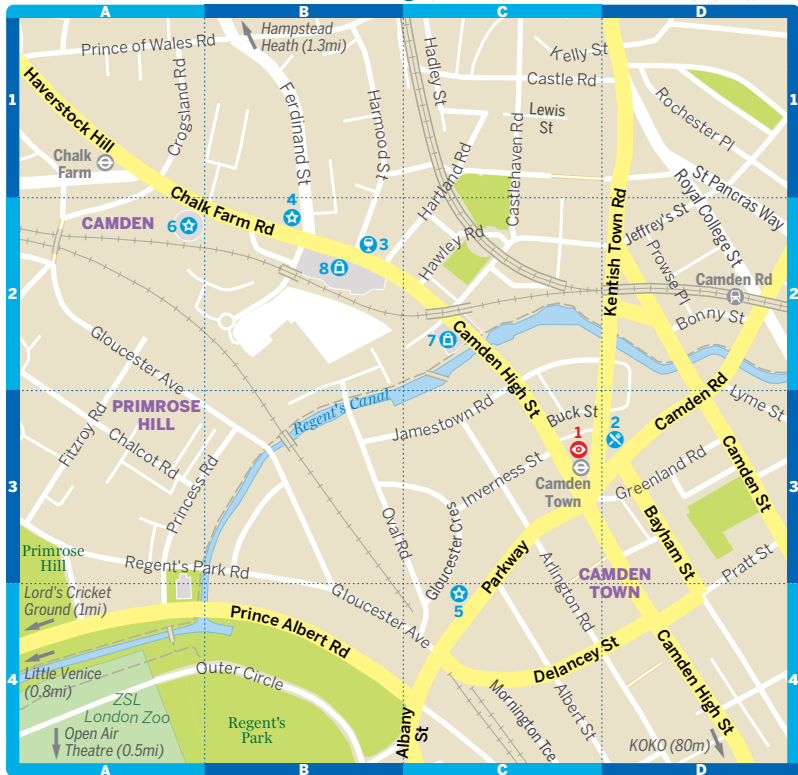 A
B
C
D
Hampstead
Heath (1.3mi)
Prince of Wales Rd
Kelly St
Castle Rd
Hadley St
Lewis
St
1
1
Haverstock Hill
Crogsland Rd
Ferdinand St
Harmood St
Rochester Pl
Chalk
Farm
Hartland Rd
Castlehaven Rd
St Pancras Way
Royal College St
Chalk Farm Rd
4
CAMDEN
6
3
8
Hawley Rd
Kentish Town Rd
Jeffrey's St
Prowse Pl
Camden Rd
2
2
Bonny St
7
Camden High St
Gloucester Ave
Regent's Canal
Camden Rd
Lyme St
PRIMROSE
HILL
Fitzroy Rd
Chalcot Rd
Princess Rd
Jamestown Rd
Buck St
1
2
Camden
Town
Inverness St
Greenland Rd
Camden St
3
3
Oval Rd
Gloucester Cres
Parkway
Bayham St
Pratt St
Primrose
Hill
Regent's Park Rd
Arlington Rd
CAMDEN
TOWN
Lord's Cricket
Ground (1mi)
Prince Albert Rd
Gloucester Ave
5
Delancey St
Little Venice
(0.8mi)
Outer Circle
4
4
ZSL
London Zoo
Regent's
Park
Open Air
Theatre (0.5mi)
Albany
St
Mornington Tce
Albert St
Camden High St
KOKO (80m)
A
B
C
D